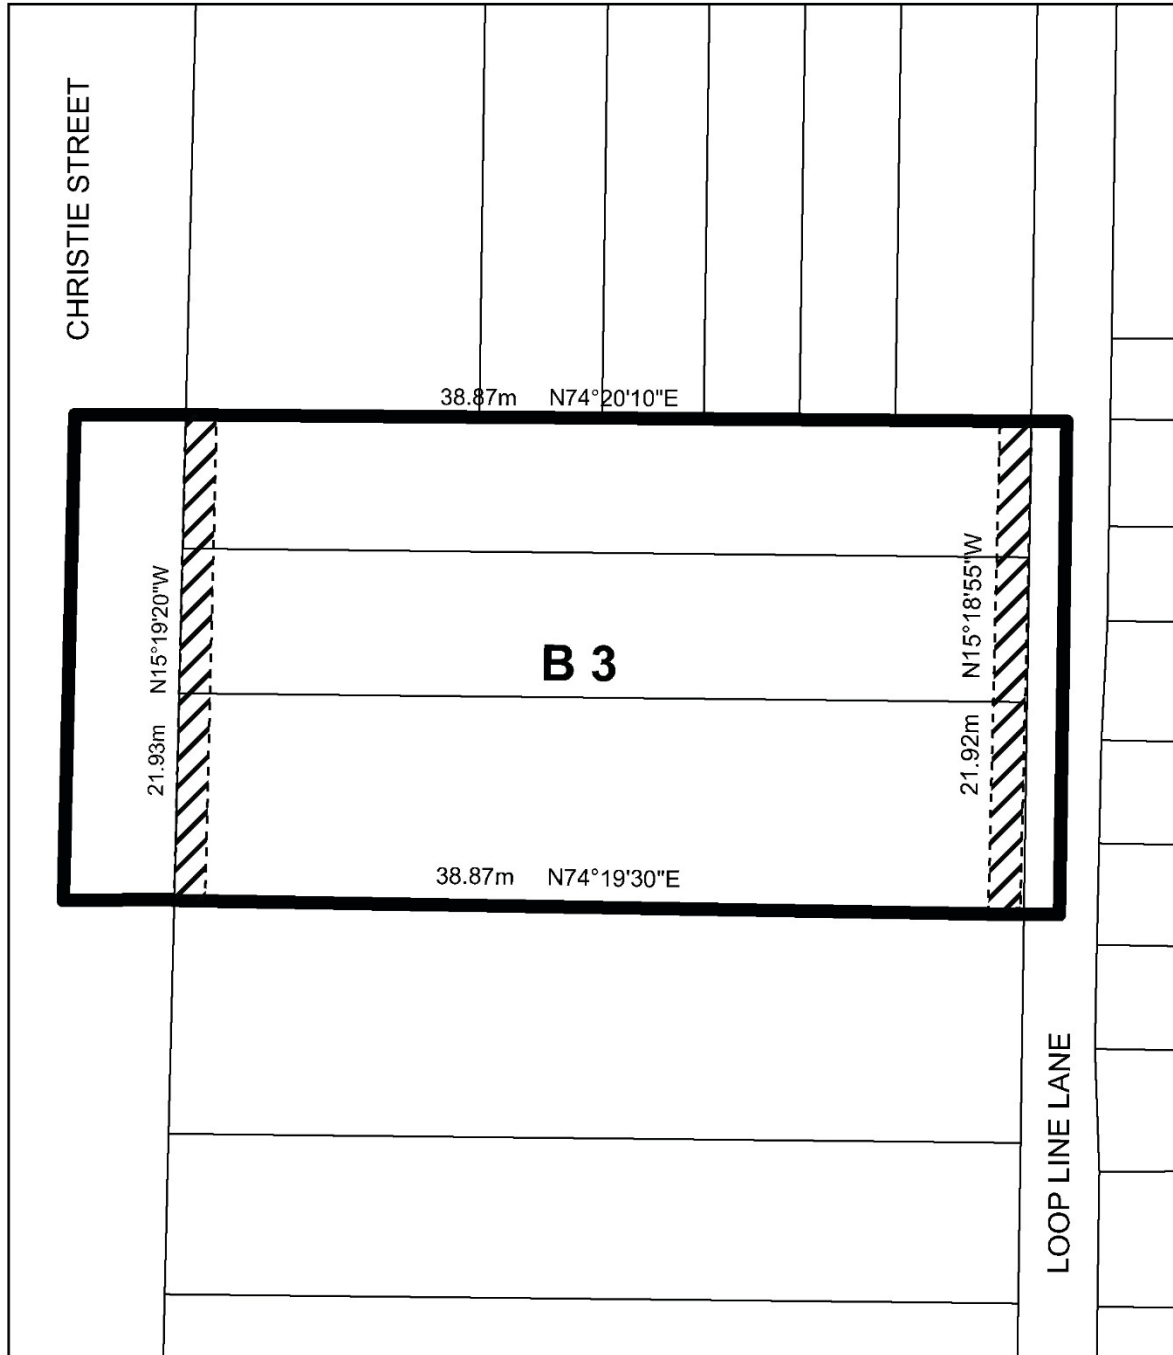 CHRISTIE STREET
38.87m N74°20'10"E
N15°19'20"W
21.93m
B 3
N15°18'55"W
21.92m
38.87m N74°19'30"E
LOOP LINE LANE